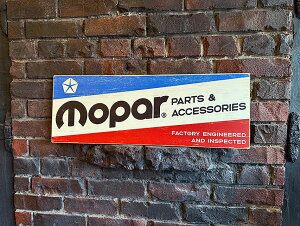 mopar®
PARTS &
ACCESSORIES
FACTORY ENGINEERED
AND INSPECTED